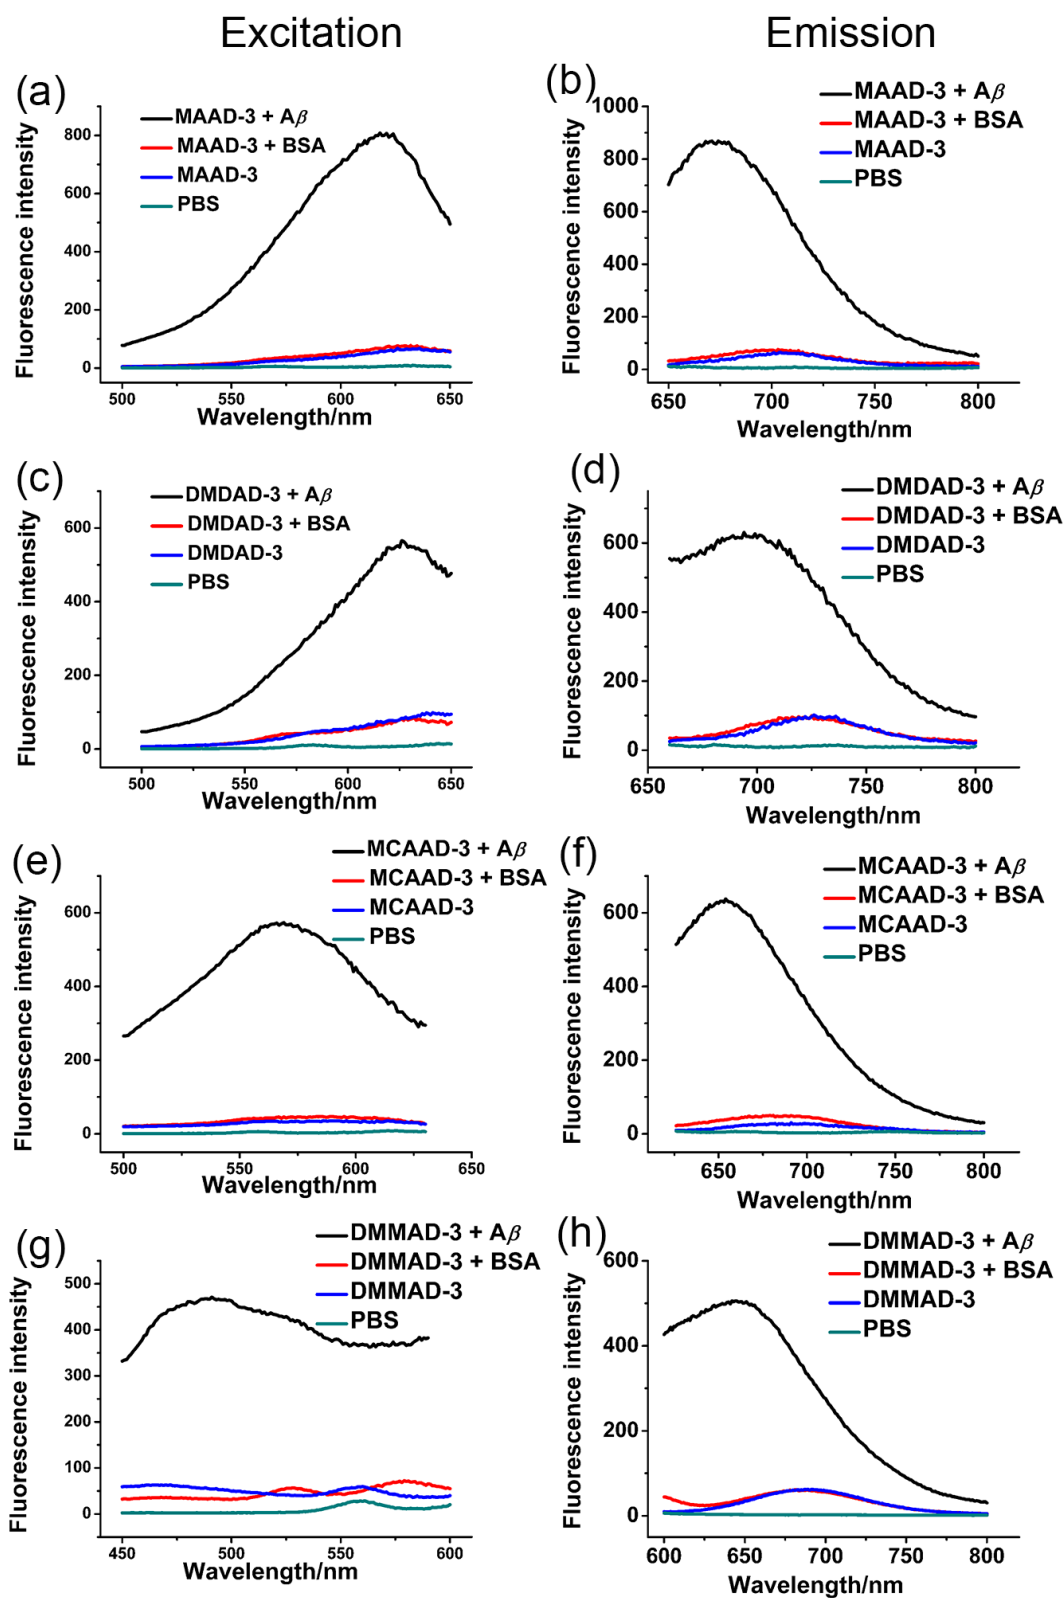 Excitation
Emission
(a)
MAAD-3 + Aβ
MAAD-3 + BSA
MAAD-3
PBS
Fluorescence intensity
800
600
400
200
0
500
550
600
650
Wavelength/nm
(b)
MAAD-3 + Aβ
MAAD-3 + BSA
MAAD-3
PBS
Fluorescence intensity
1000
800
600
400
200
0
650
700
750
800
Wavelength/nm
(c)
DMDAD-3 + Aβ
DMDAD-3 + BSA
DMDAD-3
PBS
Fluorescence intensity
600
400
200
0
500
550
600
650
Wavelength/nm
(d)
DMDAD-3 + Aβ
DMDAD-3 + BSA
DMDAD-3
PBS
Fluorescence intensity
600
400
200
0
660
700
750
800
Wavelength/nm
(e)
MCAAD-3 + Aβ
MCAAD-3 + BSA
MCAAD-3
PBS
Fluorescence intensity
600
400
200
0
500
550
600
650
Wavelength/nm
(f)
MCAAD-3 + Aβ
MCAAD-3 + BSA
MCAAD-3
PBS
Fluorescence intensity
600
400
200
0
650
700
750
800
Wavelength/nm
(g)
DMMAD-3 + Aβ
DMMAD-3 + BSA
DMMAD-3
PBS
Fluorescence intensity
500
400
300
200
100
0
450
500
550
600
Wavelength/nm
(h)
DMMAD-3 + Aβ
DMMAD-3 + BSA
DMMAD-3
PBS
Fluorescence intensity
600
400
200
0
600
650
700
750
800
Wavelength/nm